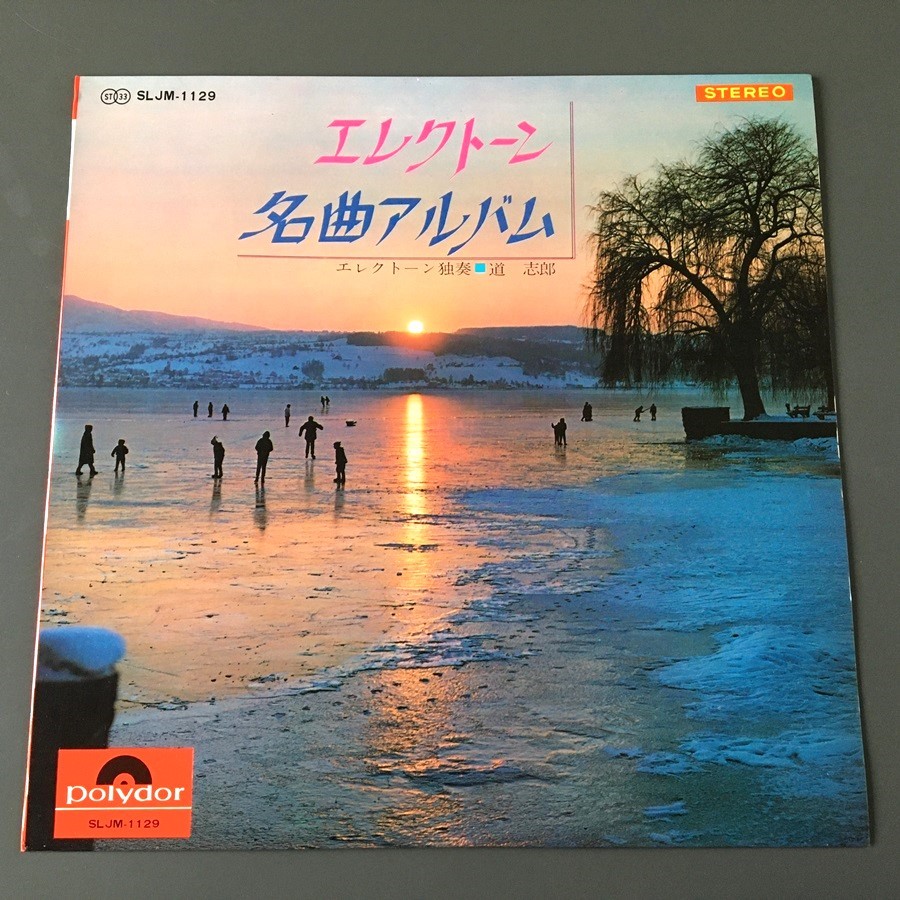 ST 33 SLJM-1129
STEREO
エレクトーン
名曲アルバム
エレクトーン独奏■道 志郎
polydor
SLJM-1129